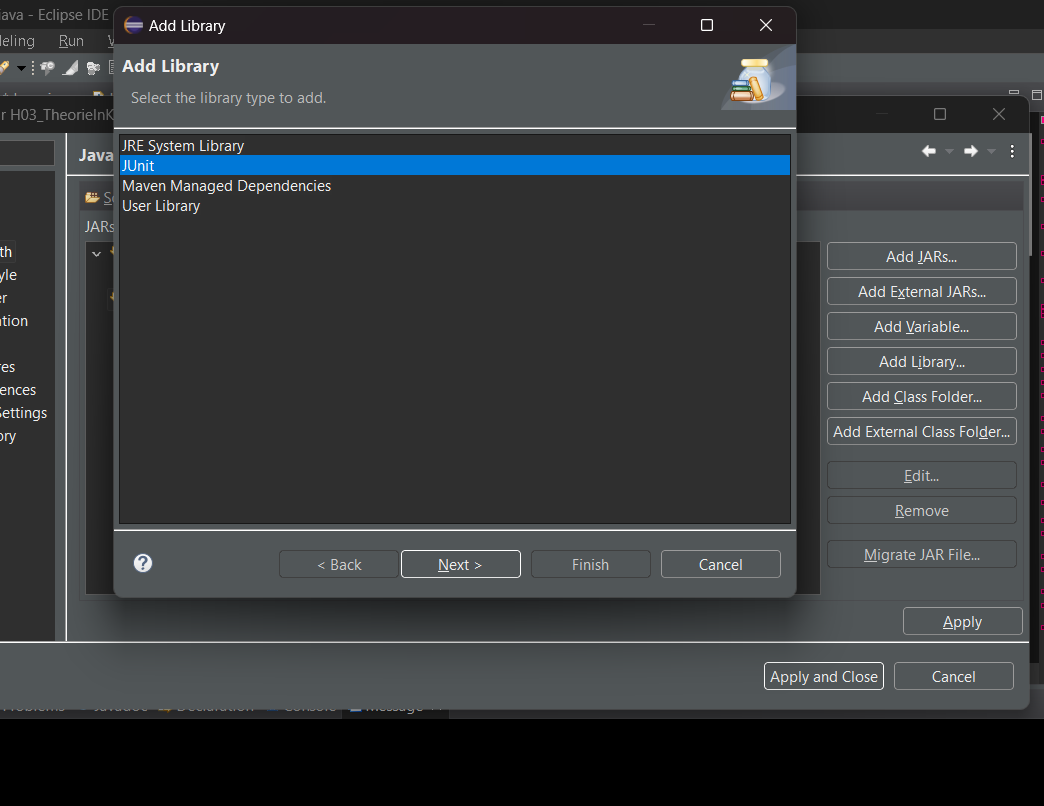 java - Eclipse IDE
Add Library
Run
Add Library
Select the library type to add.
r H03_TheorieInK
JRE System Library
JUnit
Maven Managed Dependencies
User Library
Java
JARs
th
yle
er
ation
res
ences
Settings
ory
Add JARs...
Add External JARs...
Add Variable...
Add Library...
Add Class Folder...
Add External Class Folder...
Edit...
Remove
Migrate JAR File...
< Back
Next >
Finish
Cancel
Apply
Apply and Close
Cancel